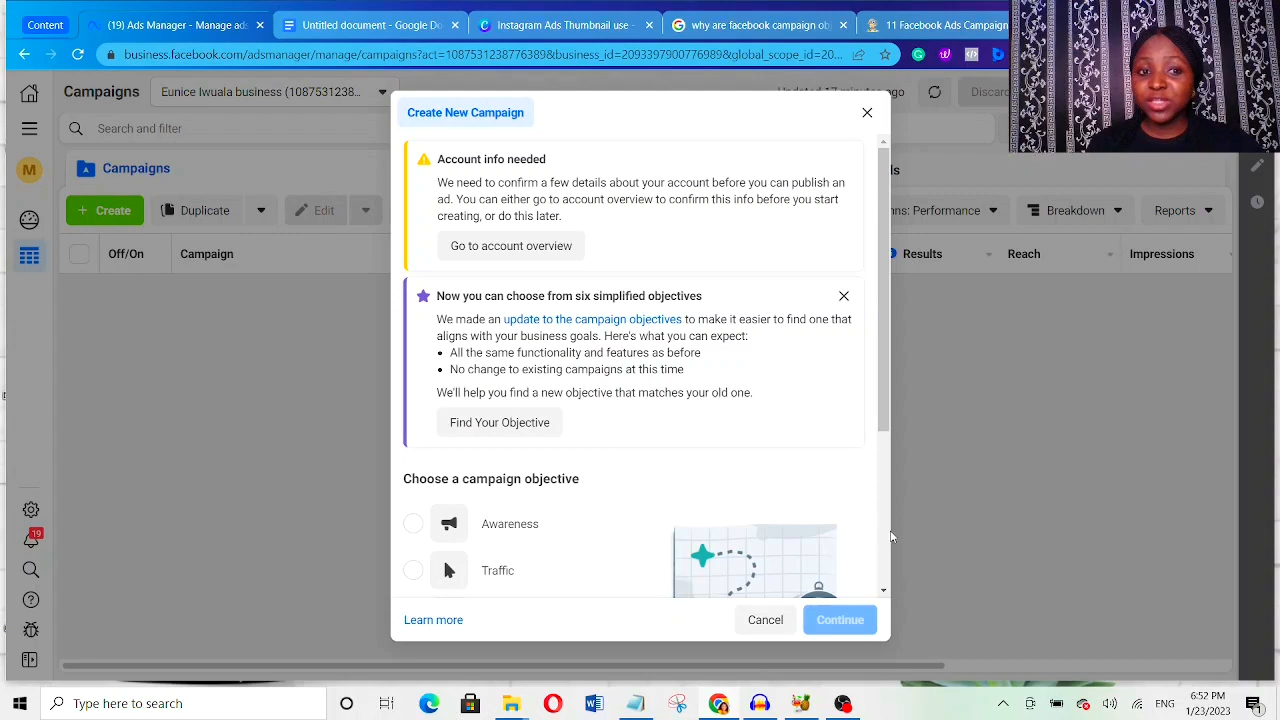 Content
(19) Ads Manager - Manage ads
Untitled document - Google Do
Instagram Ads Thumbnail use -
why are facebook campaign obj
11 Facebook Ads Campaign
business.facebook.com/adsmanager/manage/campaigns?act=1087531238776389&business_id=2093397900776989&global_scope_id=20...
Campaigns
Eunice Iwuala business (1087531238...
Updated 17 minutes ago
Discard
Search and filter
M
Campaigns
Create
Duplicate
Edit
Performance
Breakdown
Reports
Off/On
Campaign
Results
Reach
Impressions
Create New Campaign
Account info needed
We need to confirm a few details about your account before you can publish an
ad. You can either go to account overview to confirm this info before you start
creating, or do this later.
Go to account overview
Now you can choose from six simplified objectives
We made an update to the campaign objectives to make it easier to find one that
aligns with your business goals. Here's what you can expect:
All the same functionality and features as before
No change to existing campaigns at this time
We'll help you find a new objective that matches your old one.
Find Your Objective
Choose a campaign objective
Awareness
Traffic
Learn more
Cancel
Continue
19
Type here to search
6:52 PM
1/23/2023